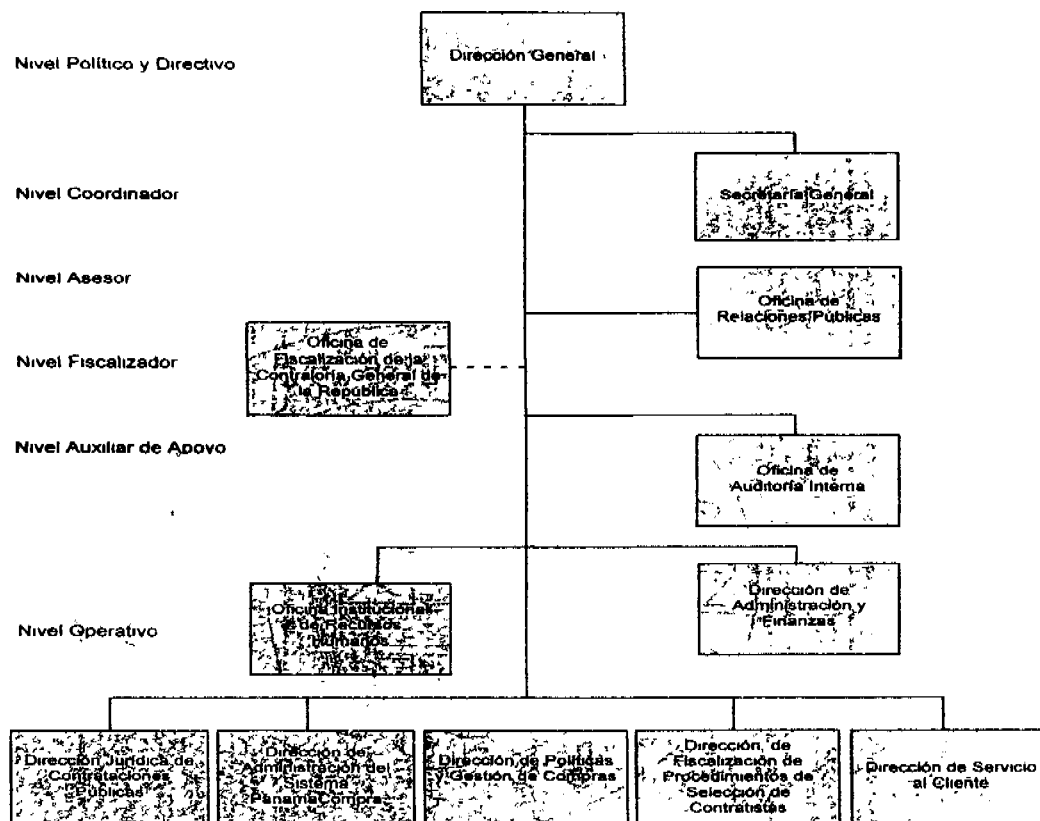 Dirección General
Nivel Político y Directivo
Nivel Coordinador
Secretaría General
Nivel Asesor
Oficina de
Relaciones Públicas
Nivel Fiscalizador
Oficina de
Fiscalización de la
Contraloría General de
la República
Nivel Auxiliar de Apoyo
Oficina de
Auditoría Interna
Nivel Operativo
Oficina Institucional
de Recursos
Humanos
Dirección de
Administración y
Finanzas
Dirección Jurídica de
Contrataciones
Públicas
Dirección de
Administración del
Sistema
PanamaCompra
Dirección de Políticas
y Gestión de Compras
Dirección de
Fiscalización de
Procedimientos de
Selección de
Contratistas
Dirección de Servicio
al Cliente